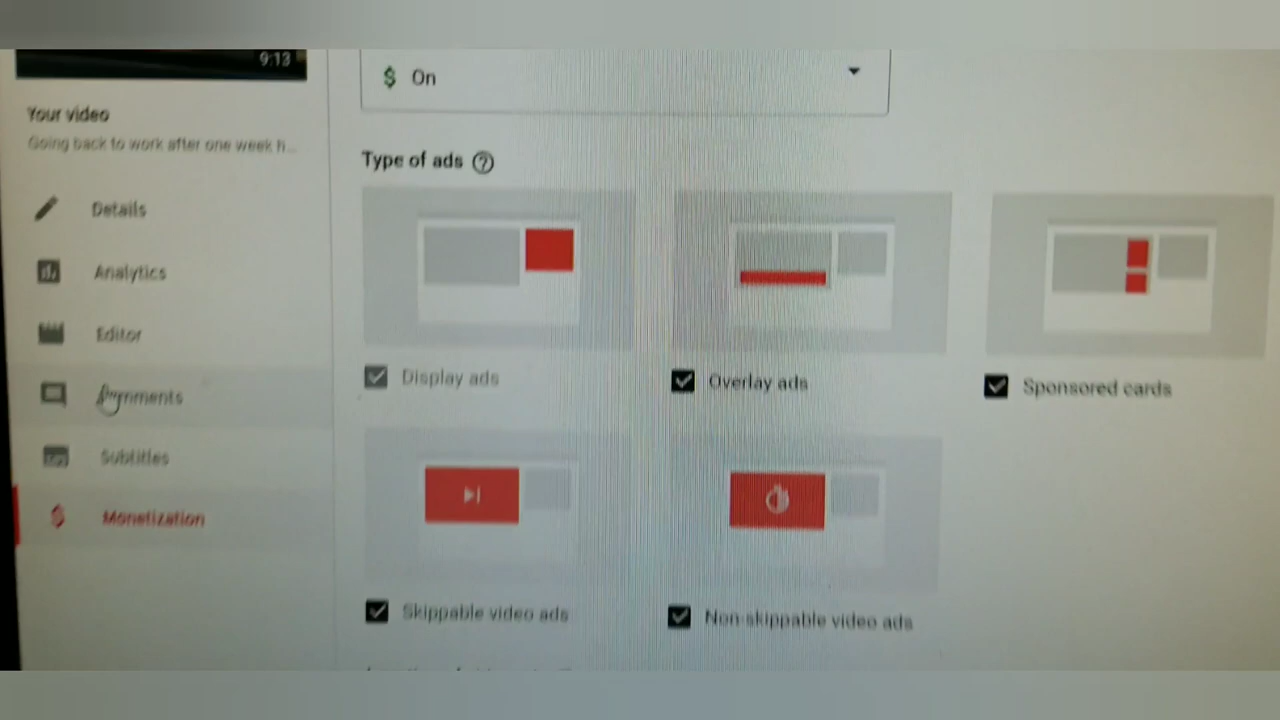 9:13
$ On
Your video
Going back to work after one week h...
Type of ads ?
Details
Analytics
Editor
Comments
Subtitles
$ Monetization
Display ads
Overlay ads
Sponsored cards
Skippable video ads
Non-skippable video ads